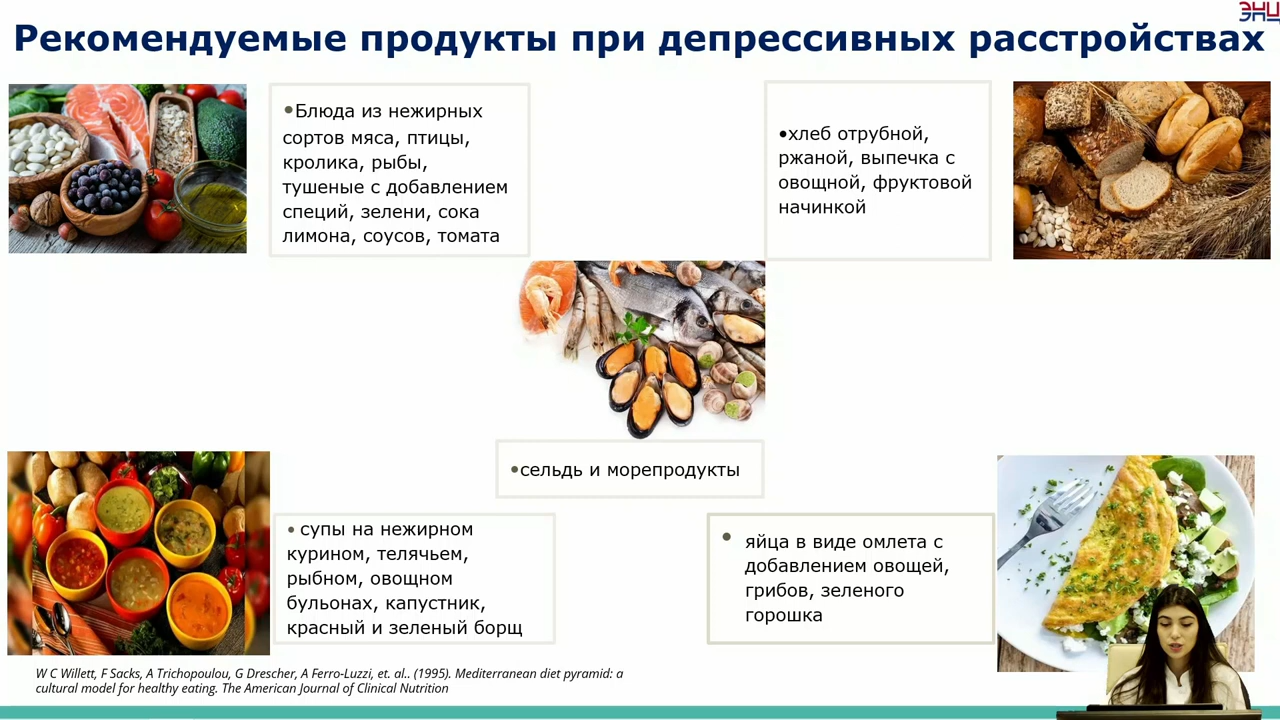 ЭНЦ
Рекомендуемые продукты при депрессивных расстройствах
•Блюда из нежирных
сортов мяса, птицы,
кролика, рыбы,
тушеные с добавлением
специй, зелени, сока
лимона, соусов, томата
•хлеб отрубной,
ржаной, выпечка с
овощной, фруктовой
начинкой
•сельдь и морепродукты
• супы на нежирном
курином, телячьем,
рыбном, овощном
бульонах, капустник,
красный и зеленый борщ
• яйца в виде омлета с
добавлением овощей,
грибов, зеленого
горошка
W C Willett, F Sacks, A Trichopoulou, G Drescher, A Ferro-Luzzi, et. al.. (1995). Mediterranean diet pyramid: a
cultural model for healthy eating. The American Journal of Clinical Nutrition